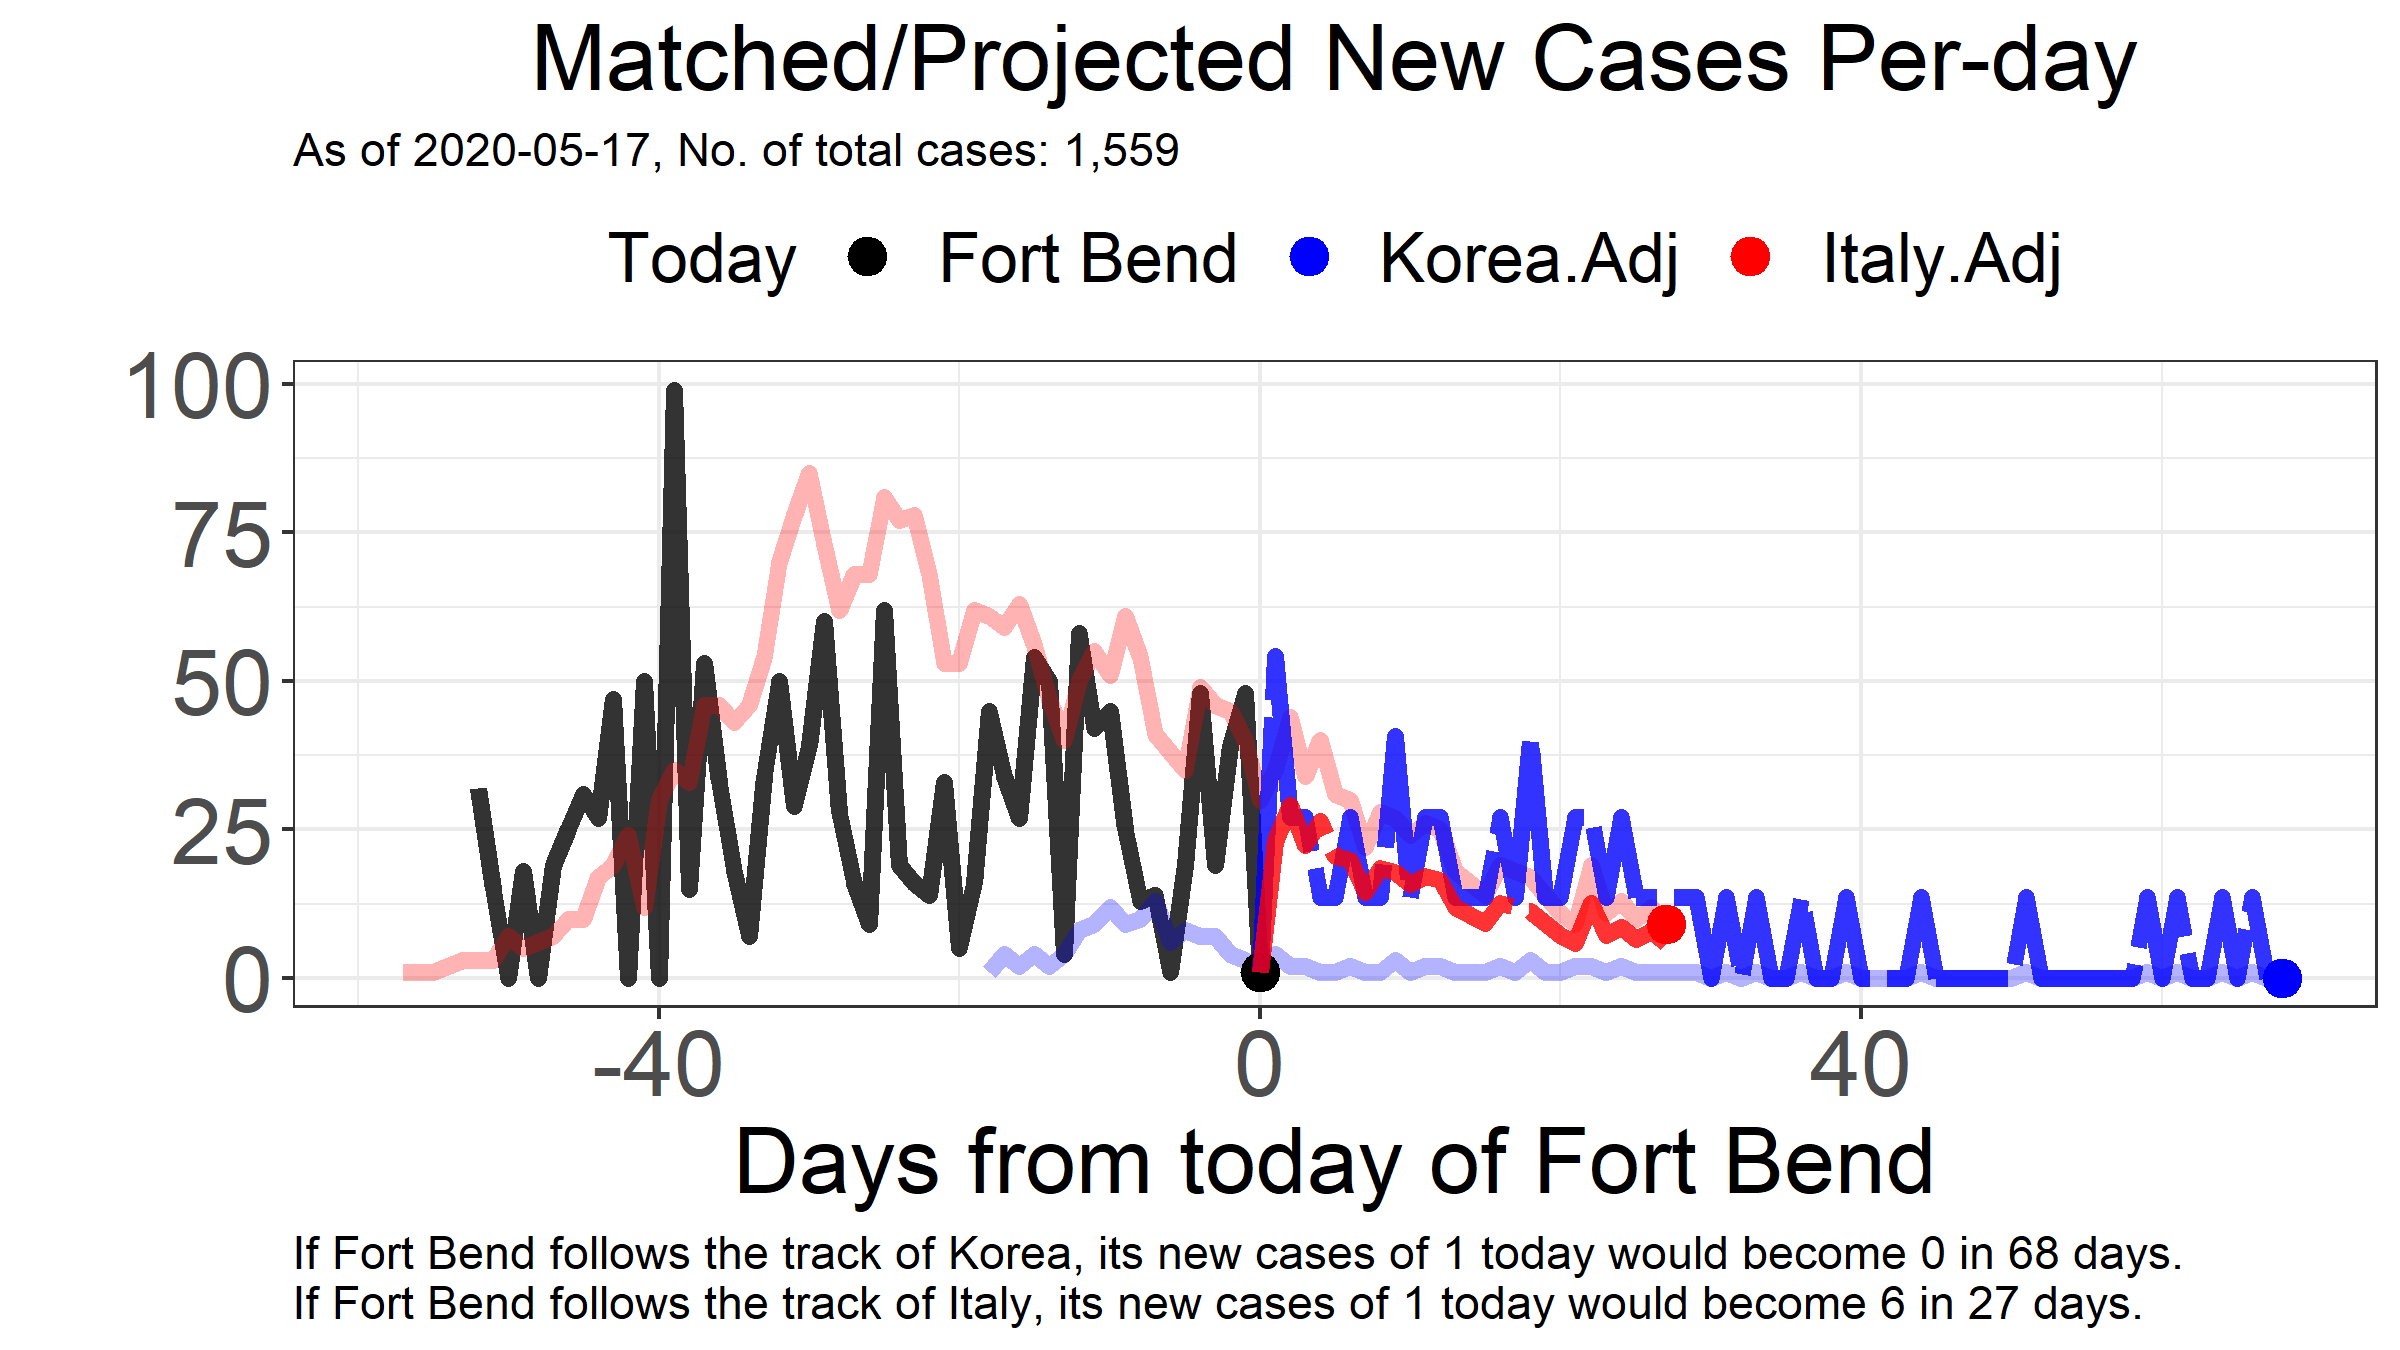 Matched/Projected New Cases Per-day
As of 2020-05-17, No. of total cases: 1,559
Today Fort Bend Korea.Adj Italy.Adj
100
75
50
25
0
-40 0 40
Days from today of Fort Bend
If Fort Bend follows the track of Korea, its new cases of 1 today would become 0 in 68 days.
If Fort Bend follows the track of Italy, its new cases of 1 today would become 6 in 27 days.